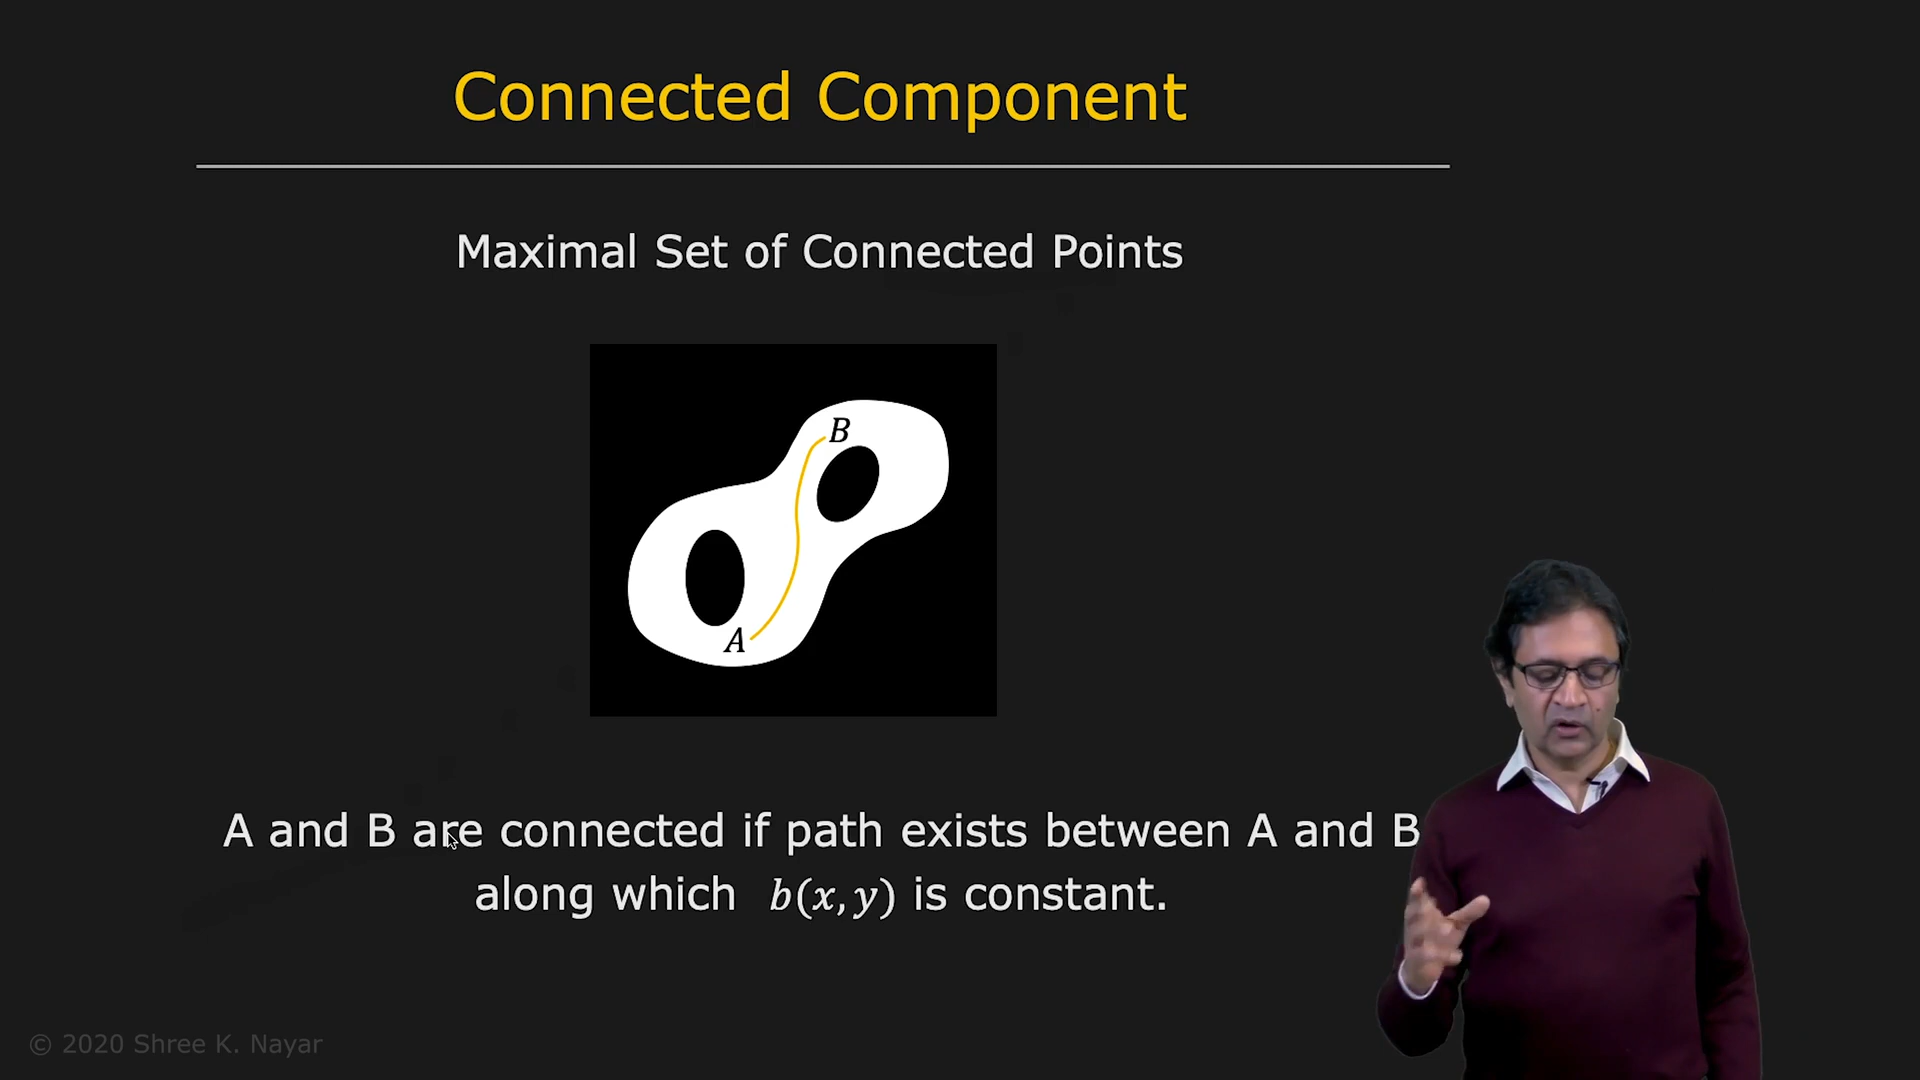 Connected Component
Maximal Set of Connected Points
B
A
A and B are connected if path exists between A and B
along which b(x, y) is constant.
© 2020 Shree K. Nayar